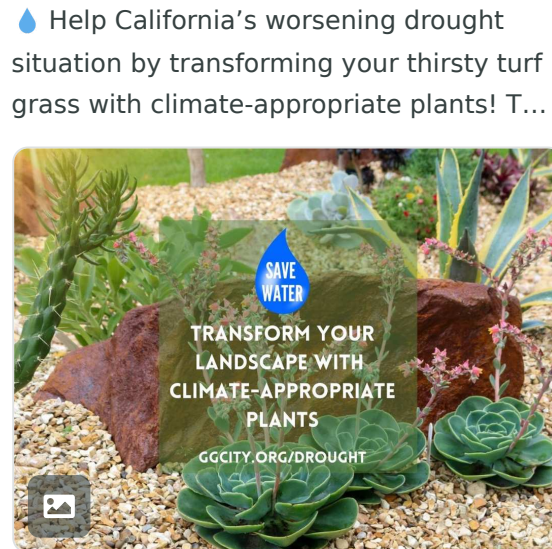 💧 Help California’s worsening drought
situation by transforming your thirsty turf
grass with climate-appropriate plants! T...
SAVE
WATER
TRANSFORM YOUR
LANDSCAPE WITH
CLIMATE-APPROPRIATE
PLANTS
GGCITY.ORG/DROUGHT